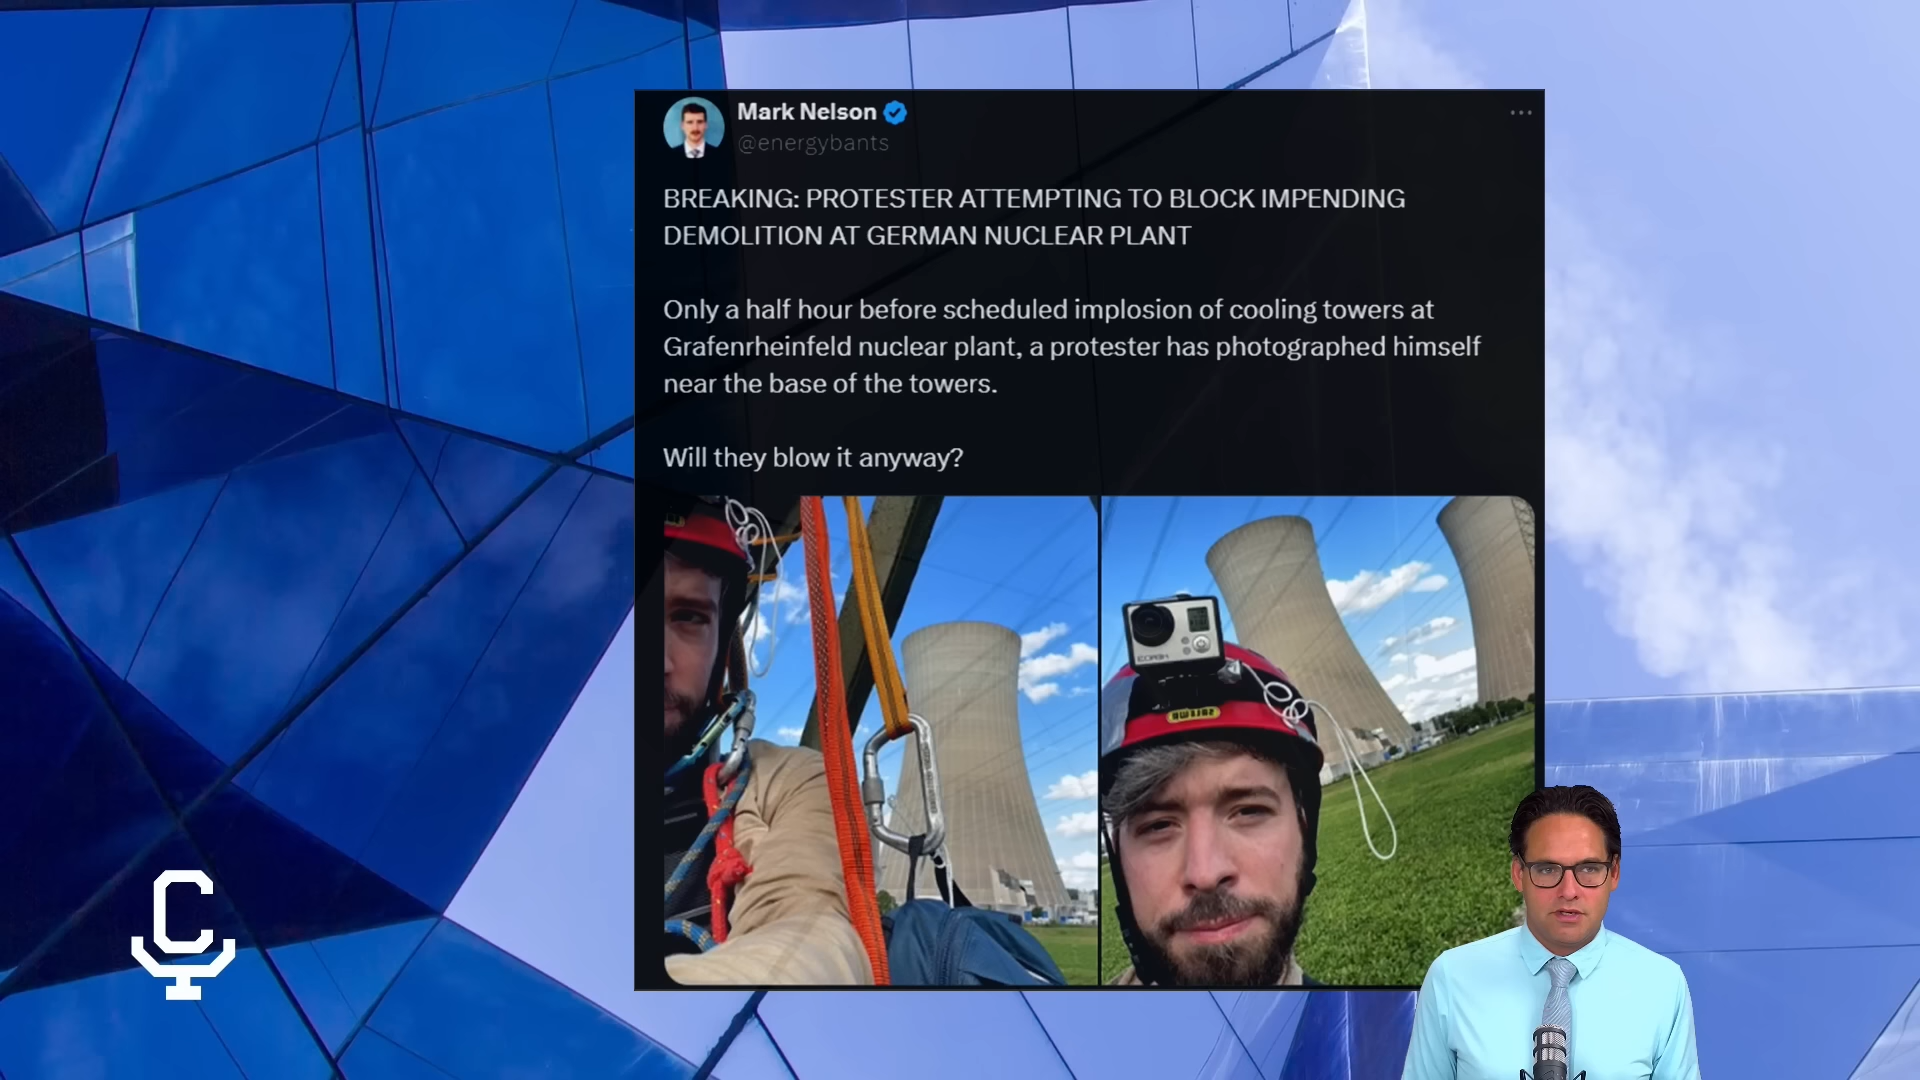 Mark Nelson
@energybants
BREAKING: PROTESTER ATTEMPTING TO BLOCK IMPENDING
DEMOLITION AT GERMAN NUCLEAR PLANT
Only a half hour before scheduled implosion of cooling towers at
Grafenrheinfeld nuclear plant, a protester has photographed himself
near the base of the towers.
Will they blow it anyway?